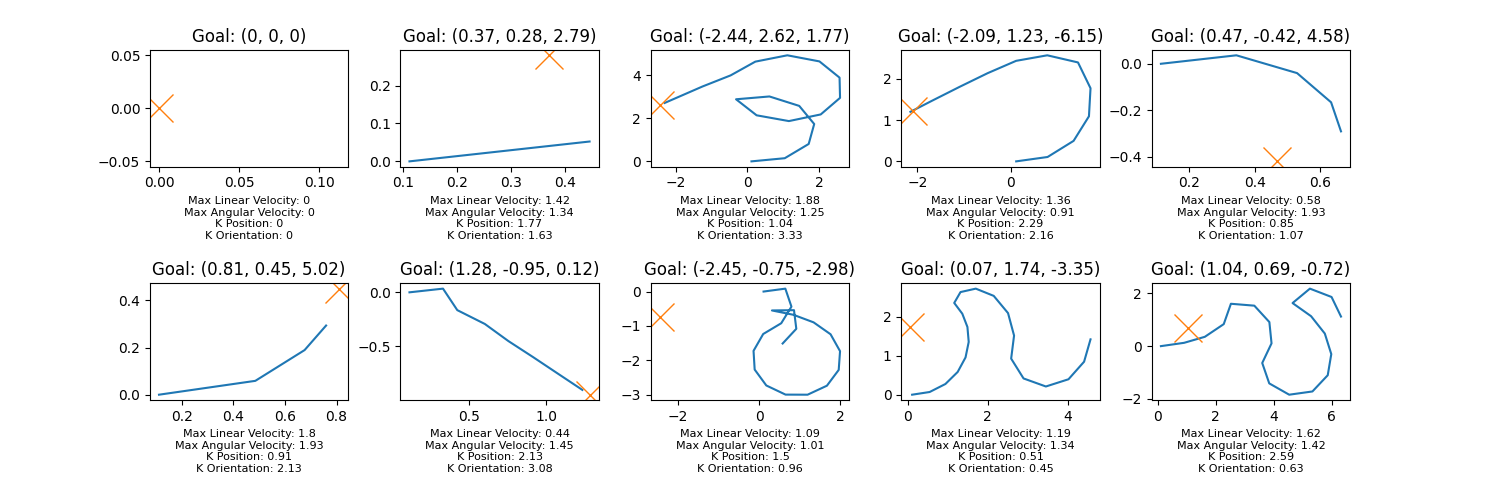 Goal: (0, 0, 0)
0.05
0.00
−0.05
0.00 0.05 0.10
Max Linear Velocity: 0
Max Angular Velocity: 0
K Position: 0
K Orientation: 0
Goal: (0.37, 0.28, 2.79)
0.2
0.1
0.0
0.1 0.2 0.3 0.4
Max Linear Velocity: 1.42
Max Angular Velocity: 1.34
K Position: 1.77
K Orientation: 1.63
Goal: (-2.44, 2.62, 1.77)
4
2
0
−2 0 2
Max Linear Velocity: 1.88
Max Angular Velocity: 1.25
K Position: 1.04
K Orientation: 3.33
Goal: (-2.09, 1.23, -6.15)
2
1
0
−2 0
Max Linear Velocity: 1.36
Max Angular Velocity: 0.91
K Position: 2.29
K Orientation: 2.16
Goal: (0.47, -0.42, 4.58)
0.0
−0.2
−0.4
0.2 0.4 0.6
Max Linear Velocity: 0.58
Max Angular Velocity: 1.93
K Position: 0.85
K Orientation: 1.07
Goal: (0.81, 0.45, 5.02)
0.4
0.2
0.0
0.2 0.4 0.6 0.8
Max Linear Velocity: 1.8
Max Angular Velocity: 1.93
K Position: 0.91
K Orientation: 2.13
Goal: (1.28, -0.95, 0.12)
0.0
−0.5
0.5 1.0
Max Linear Velocity: 0.44
Max Angular Velocity: 1.45
K Position: 2.13
K Orientation: 3.08
Goal: (-2.45, -0.75, -2.98)
0
−1
−2
−3
−2 0 2
Max Linear Velocity: 1.09
Max Angular Velocity: 1.01
K Position: 1.5
K Orientation: 0.96
Goal: (0.07, 1.74, -3.35)
2
1
0
0 2 4
Max Linear Velocity: 1.19
Max Angular Velocity: 1.34
K Position: 0.51
K Orientation: 0.45
Goal: (1.04, 0.69, -0.72)
2
0
−2
0 2 4 6
Max Linear Velocity: 1.62
Max Angular Velocity: 1.42
K Position: 2.59
K Orientation: 0.63